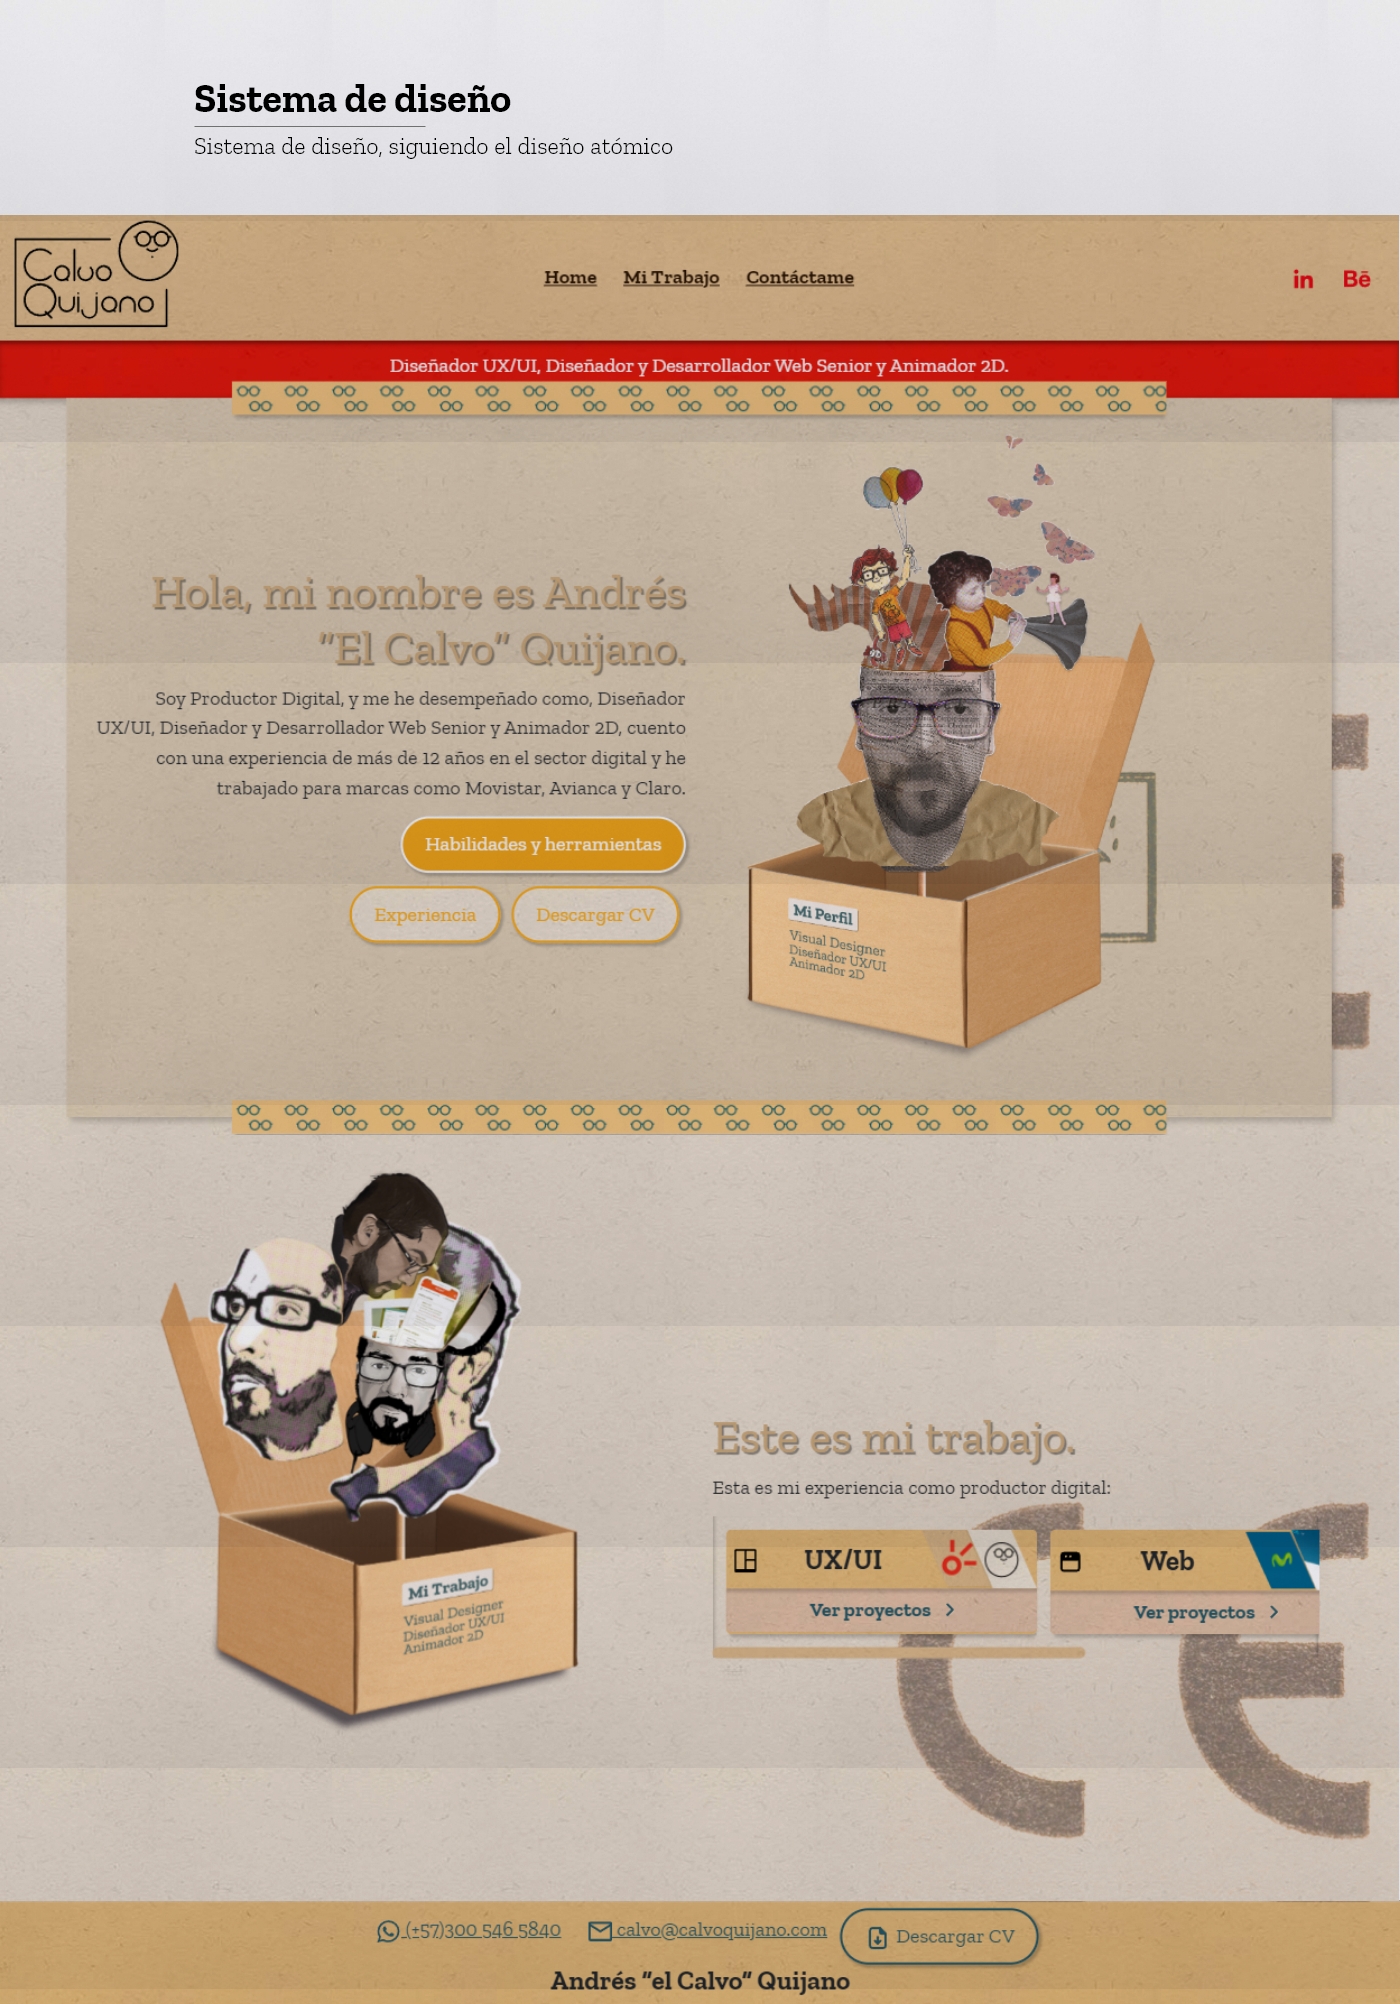 Sistema de diseño
Sistema de diseño, siguiendo el diseño atómico
Calvo
Quijano
Home Mi Trabajo Contáctame
in Bē
Diseñador UX/UI, Diseñador y Desarrollador Web Senior y Animador 2D.
Hola, mi nombre es Andrés
"El Calvo" Quijano.
Soy Productor Digital, y me he desempeñado como, Diseñador
UX/UI, Diseñador y Desarrollador Web Senior y Animador 2D, cuento
con una experiencia de más de 12 años en el sector digital y he
trabajado para marcas como Movistar, Avianca y Claro.
Habilidades y herramientas
Experiencia Descargar CV
Mi Perfil
Visual Designer
Diseñador UX/UI
Animador 2D
Mi Trabajo
Visual Designer
Diseñador UX/UI
Animador 2D
Este es mi trabajo.
Esta es mi experiencia como productor digital:
UX/UI Web
Ver proyectos Ver proyectos
CE
(+57)300 546 5840 calvo@calvoquijano.com Descargar CV
Andrés "el Calvo" Quijano